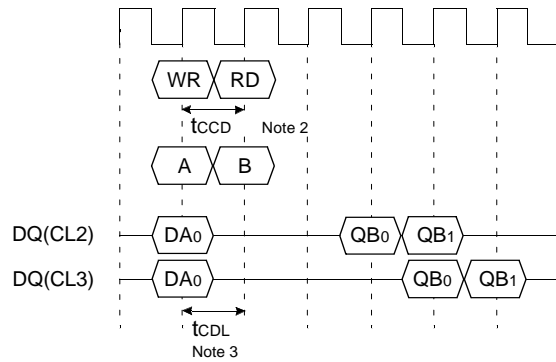 WR RD
tCCD Note 2
A B
DQ(CL2) DA0 QB0 QB1
DQ(CL3) DA0 QB0 QB1
tCDL
Note 3